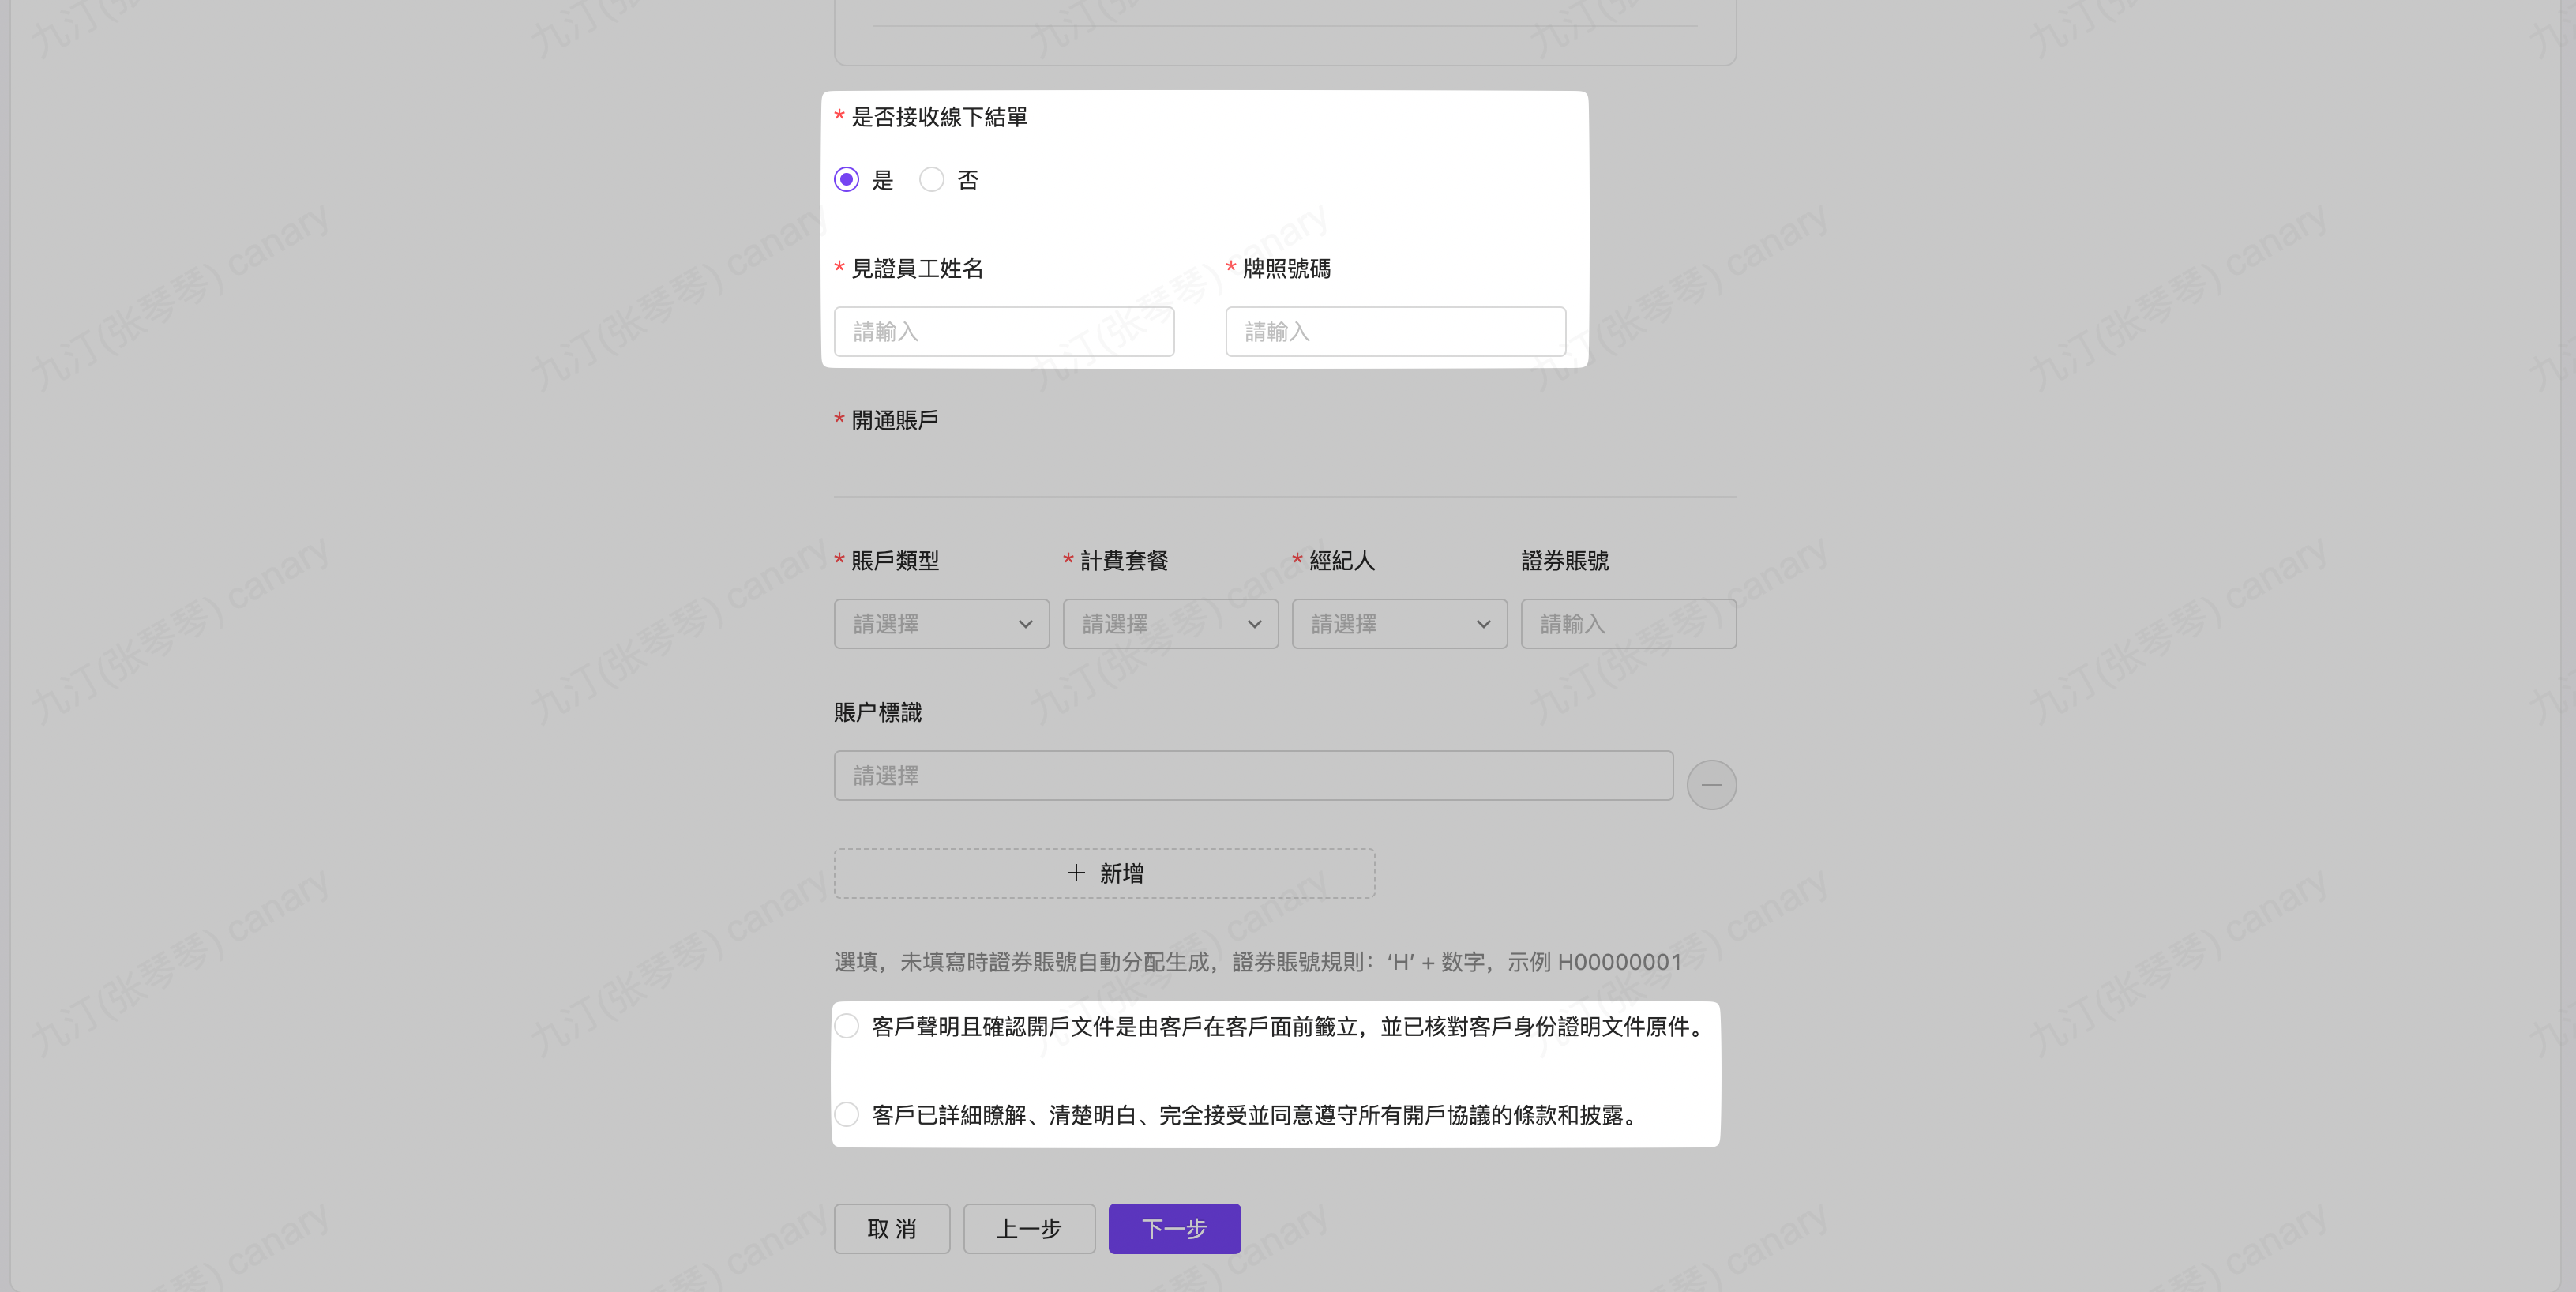 * 是否接收線下結單
是 否
* 見證員工姓名 * 牌照號碼
請輸入 請輸入
* 開通賬戶
* 賬戶類型 * 計費套餐 * 經紀人 證券賬號
請選擇 請選擇 請選擇 請輸入
賬户標識
請選擇
+ 新增
選填，未填寫時證券賬號自動分配生成，證券賬號規則：‘H’ + 数字，示例 H00000001
客戶聲明且確認開戶文件是由客戶在客戶面前籤立，並已核對客戶身份證明文件原件。
客戶已詳細瞭解、清楚明白、完全接受並同意遵守所有開戶協議的條款和披露。
取 消 上一步 下一步
九汀(张琴琴) canary